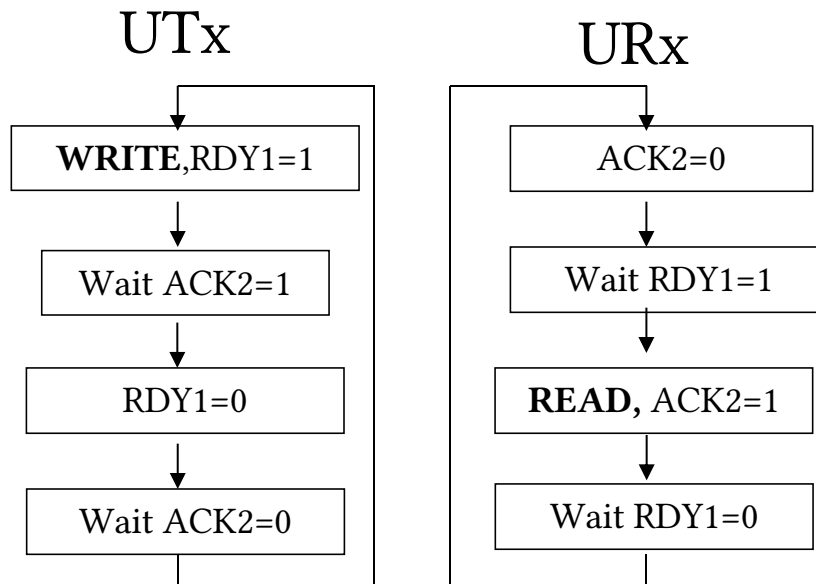 UTx
WRITE,RDY1=1
Wait ACK2=1
RDY1=0
Wait ACK2=0
URx
ACK2=0
Wait RDY1=1
READ, ACK2=1
Wait RDY1=0